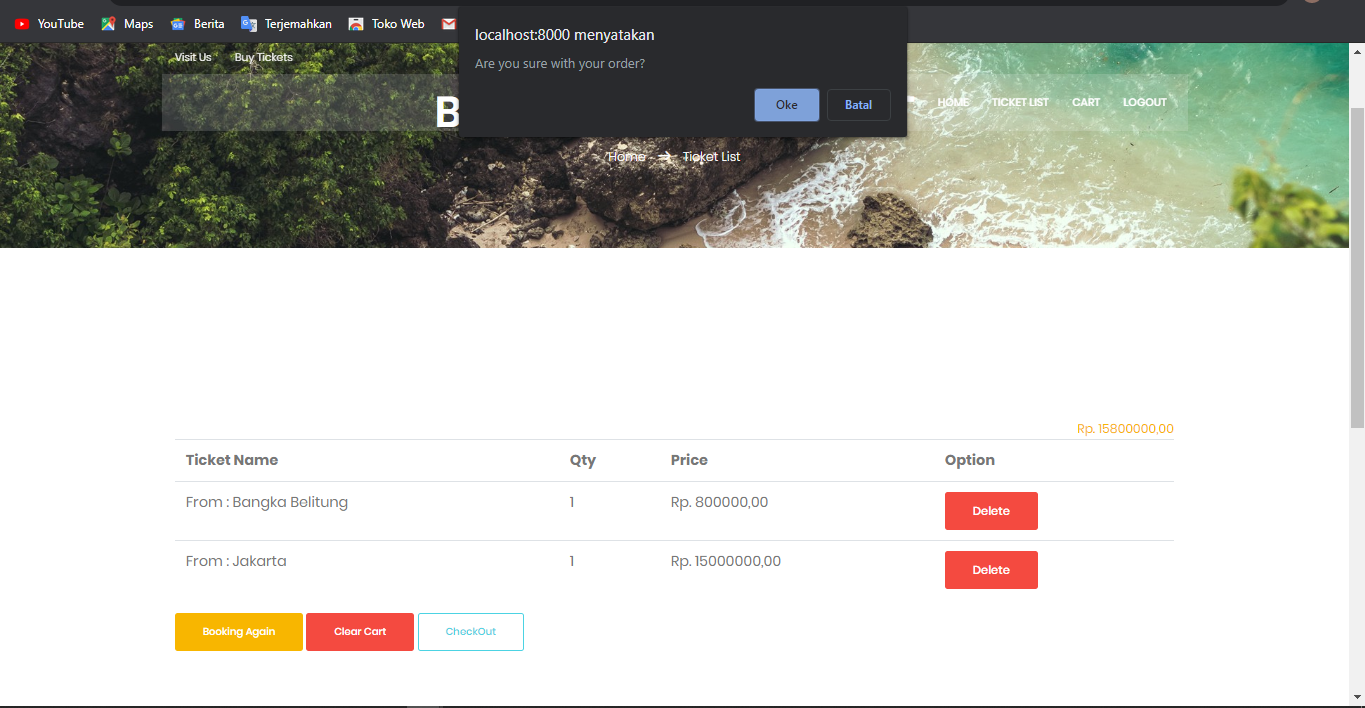 YouTube Maps Berita Terjemahkan Toko Web
localhost:8000 menyatakan
Are you sure with your order?
Oke Batal
Visit Us Buy Tickets
B
HOME TICKET LIST CART LOGOUT
Home → Ticket List
Rp. 15800000,00
Ticket Name Qty Price Option
From : Bangka Belitung 1 Rp. 800000,00 Delete
From : Jakarta 1 Rp. 15000000,00 Delete
Booking Again Clear Cart CheckOut